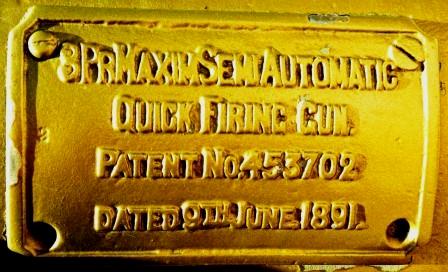 3PR MAXIM SEMI AUTOMATIC
QUICK FIRING GUN.
PATENT NO. 453702
DATED 9TH JUNE 1891.